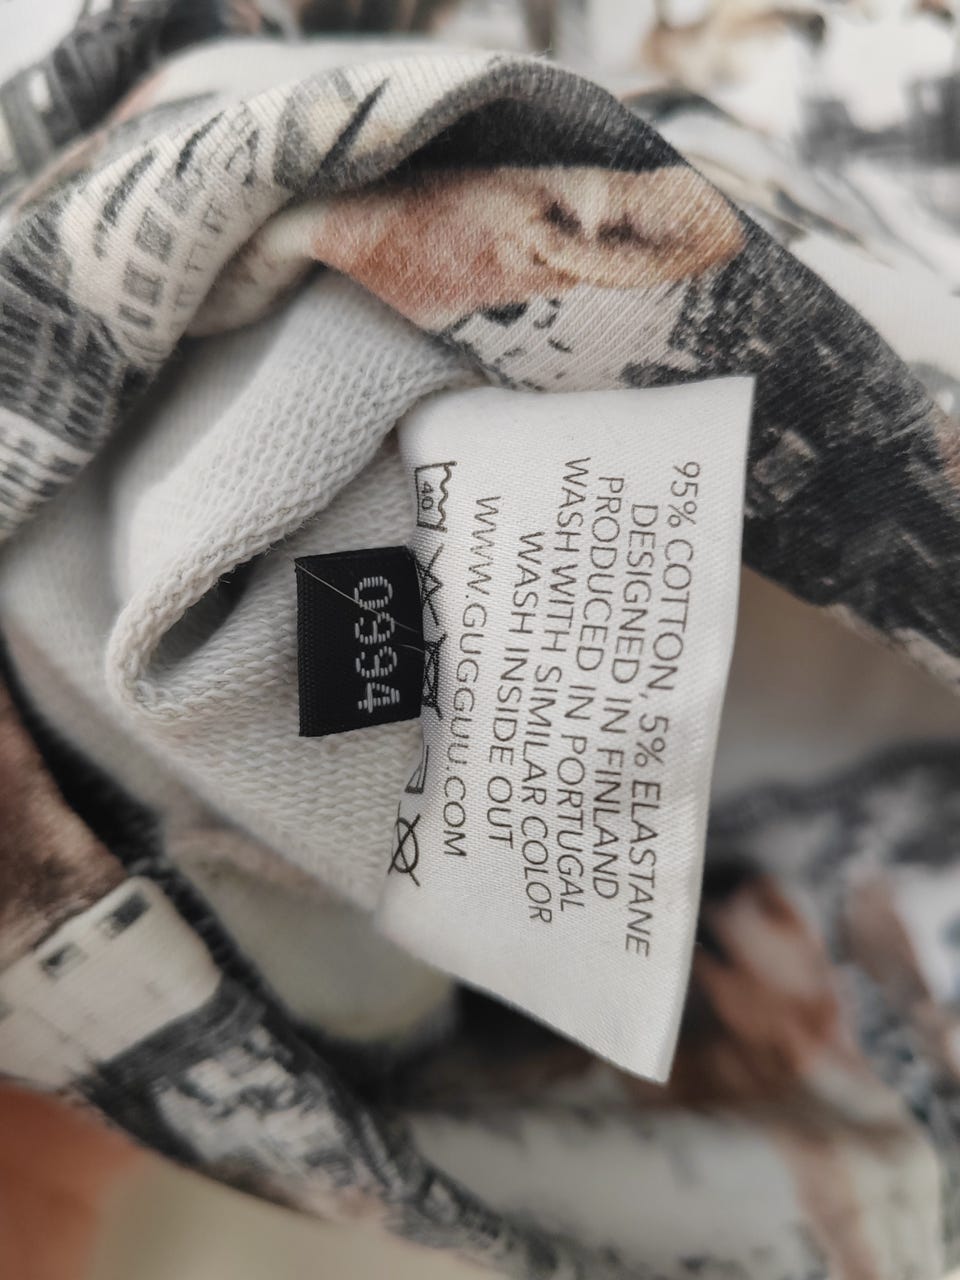 95% COTTON, 5% ELASTANE
DESIGNED IN FINLAND
PRODUCED IN PORTUGAL
WASH WITH SIMILAR COLOR
WASH INSIDE OUT
WWW.GUGGUU.COM
40
0994